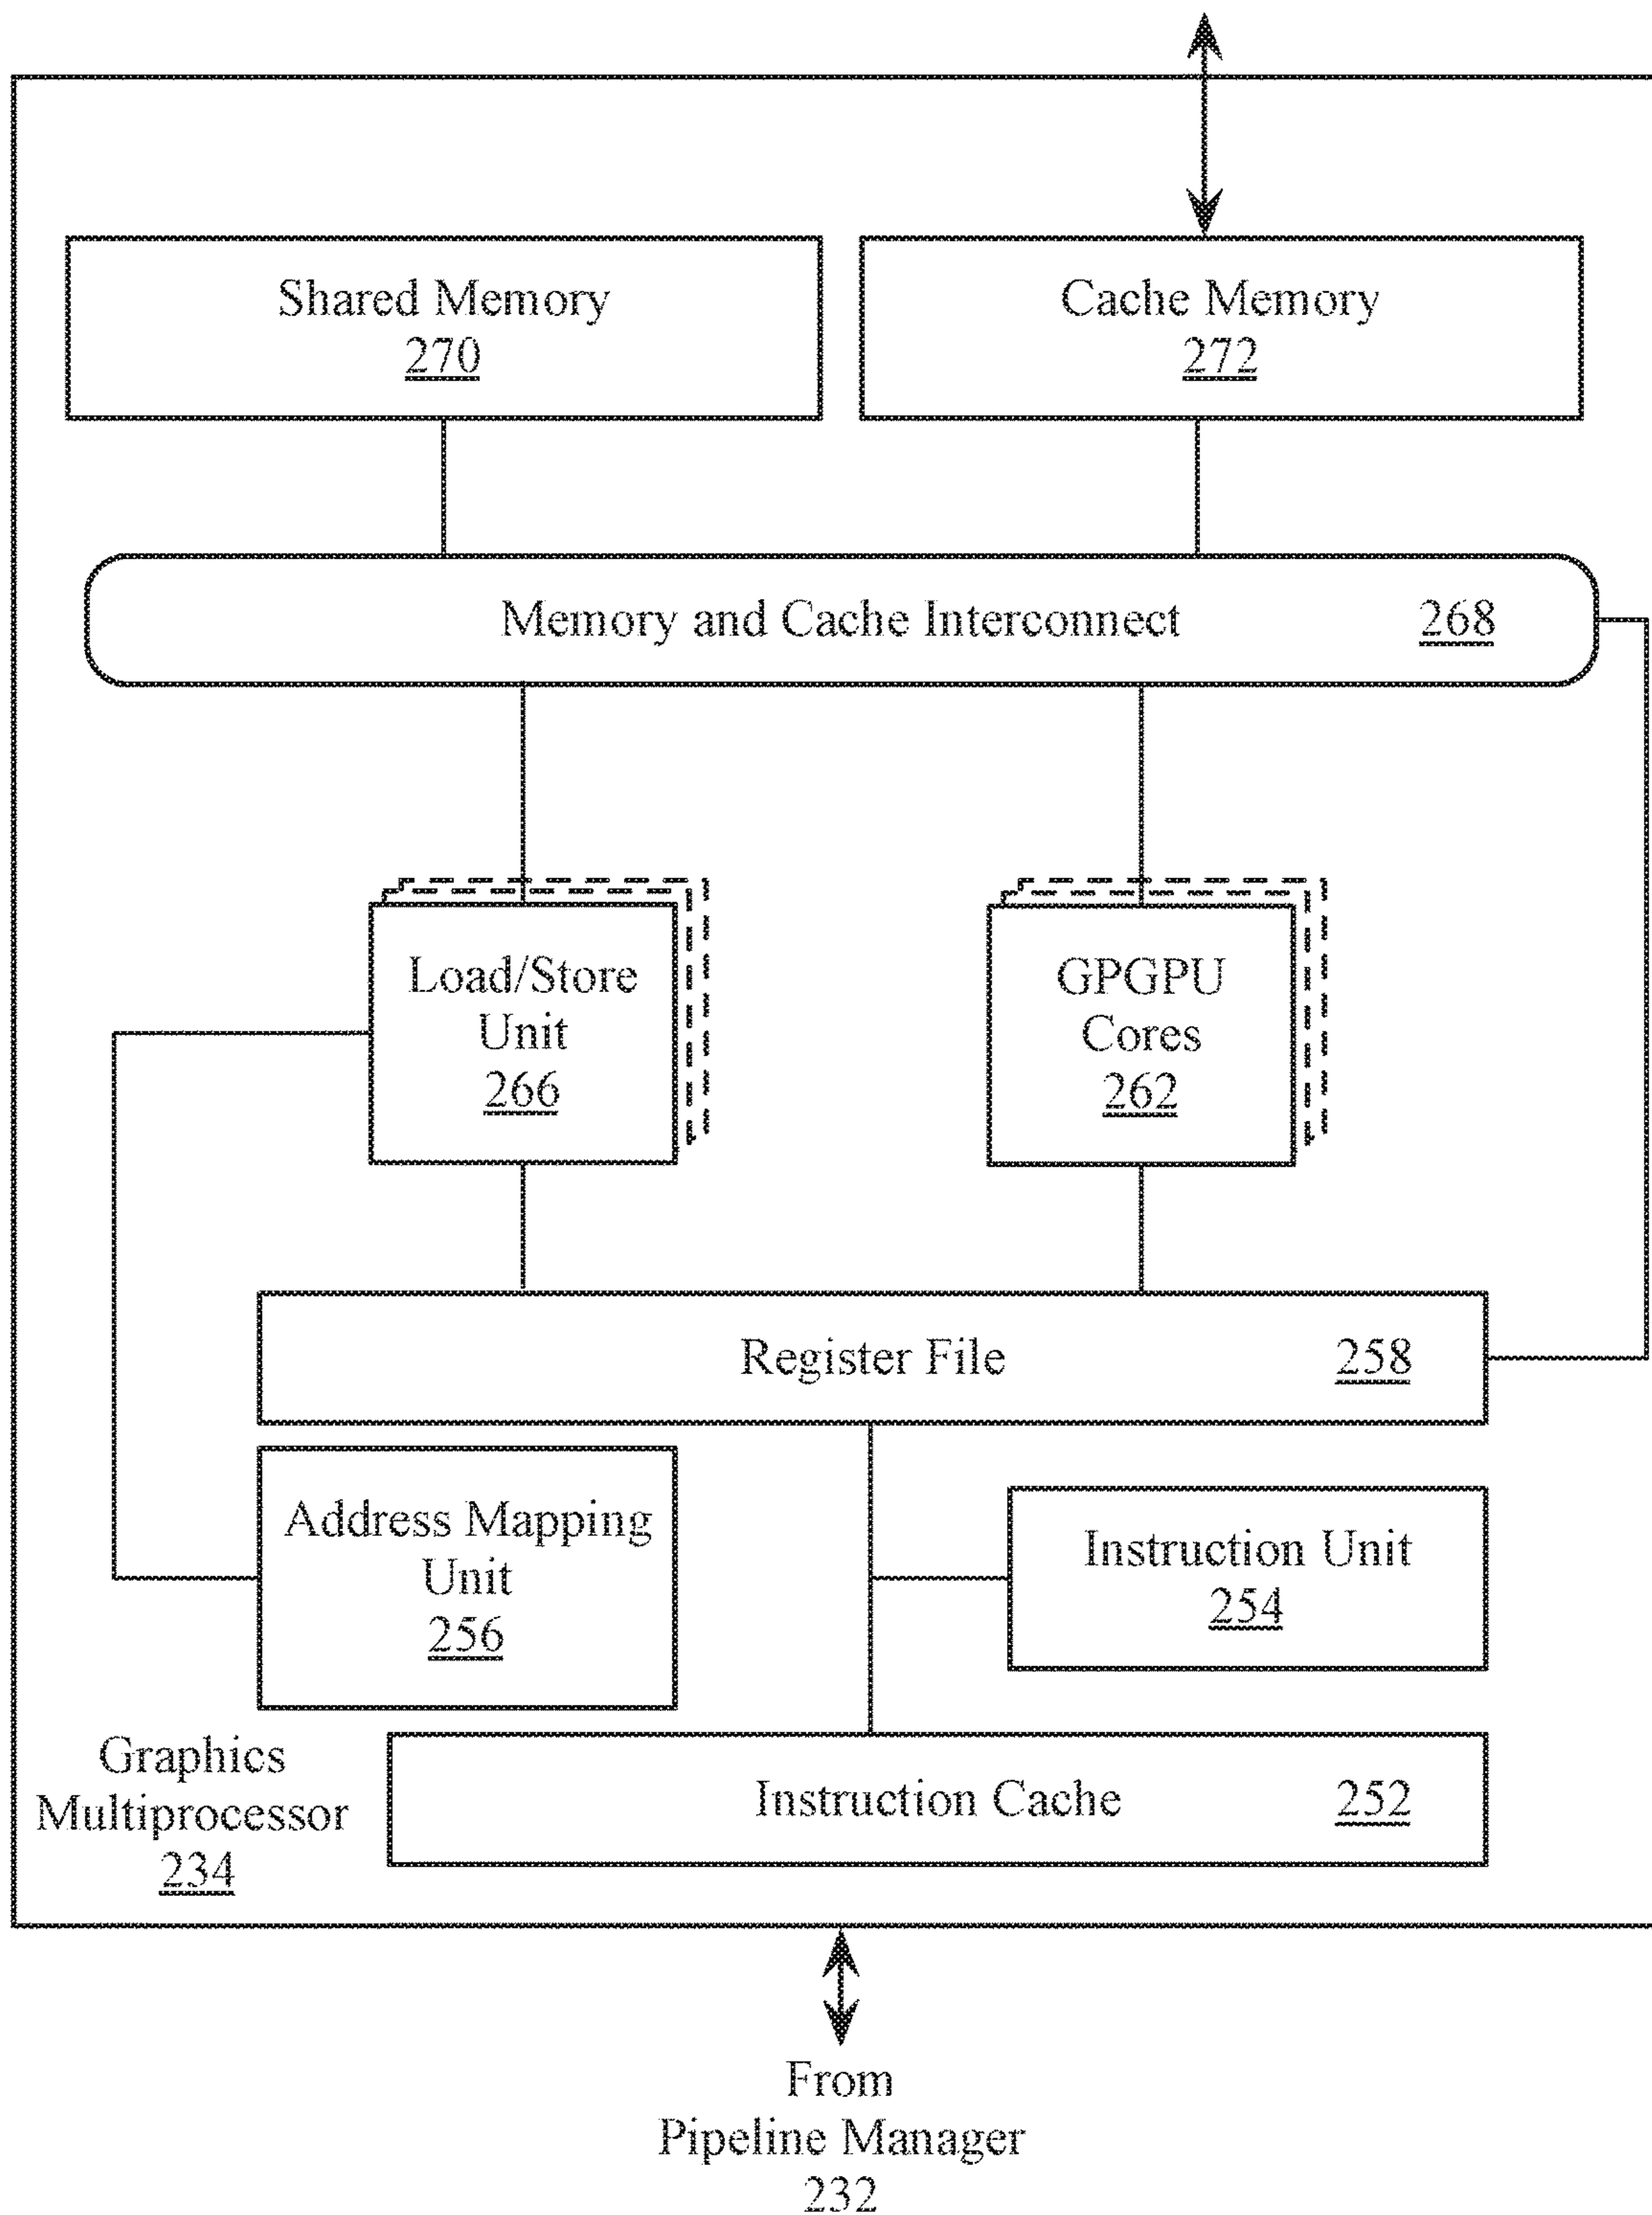 Shared Memory
270
Cache Memory
272
Memory and Cache Interconnect 268
Load/Store
Unit
266
GPGPU
Cores
262
Register File 258
Address Mapping
Unit
256
Instruction Unit
254
Graphics
Multiprocessor
234
Instruction Cache 252
From
Pipeline Manager
232